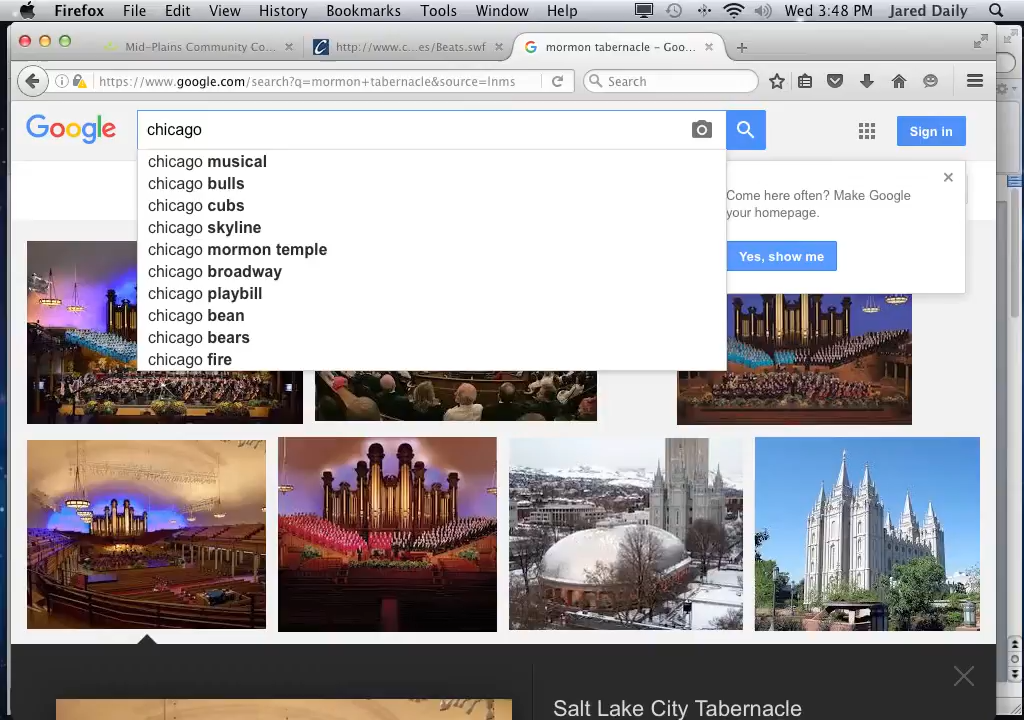 Firefox File Edit View History Bookmarks Tools Window Help Wed 3:48 PM Jared Daily
Mid-Plains Community Co... http://www.c...es/Beats.swf mormon tabernacle - Goo...
https://www.google.com/search?q=mormon+tabernacle&source=lnms Search
Google chicago Sign in
chicago musical
chicago bulls
chicago cubs
chicago skyline
chicago mormon temple
chicago broadway
chicago playbill
chicago bean
chicago bears
chicago fire
Come here often? Make Google
your homepage.
Yes, show me
Salt Lake City Tabernacle